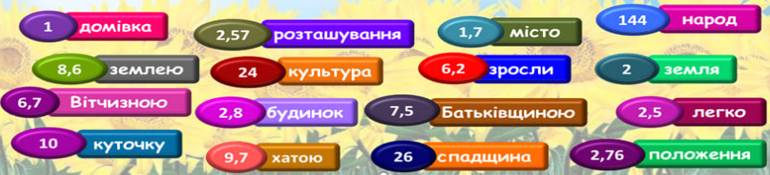 1 домівка 2,57 розташування 1,7 місто 144 народ
8,6 землею 24 культура 6,2 зросли 2 земля
6,7 Вітчизною 2,8 будинок 7,5 Батьківщиною 2,5 легко
10 куточку 9,7 хатою 26 спадщина 2,76 положення